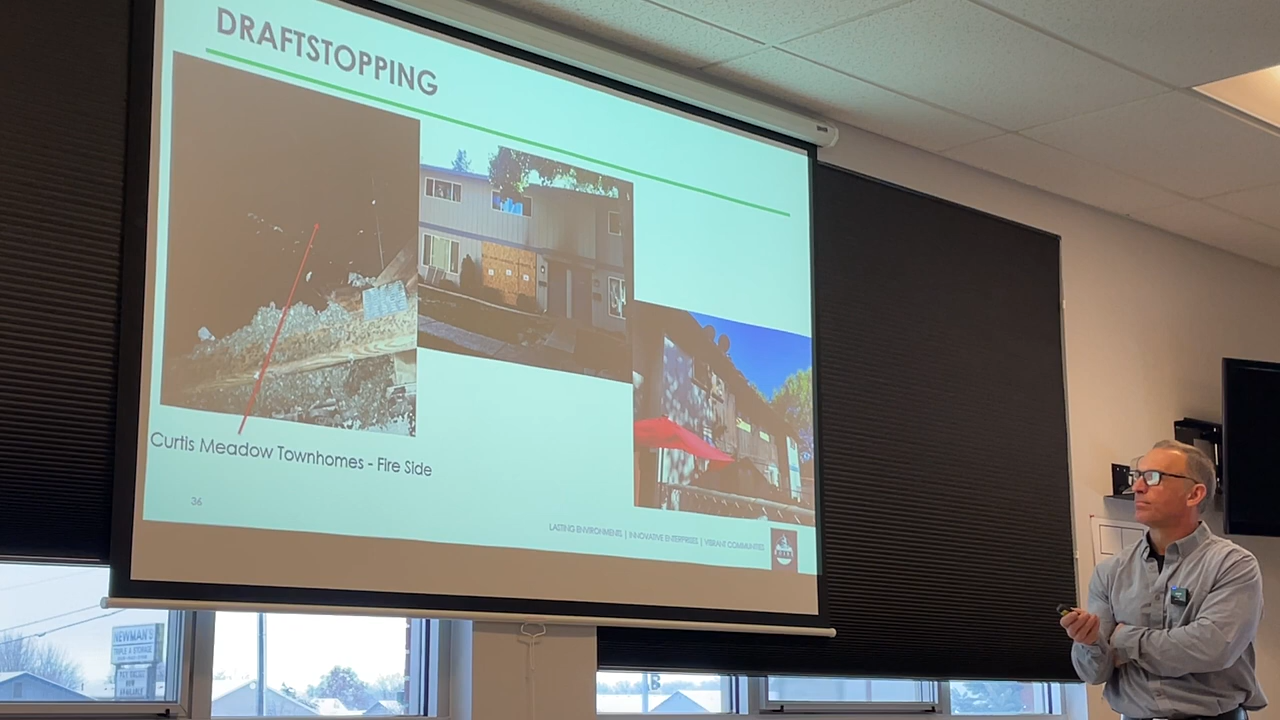 DRAFTSTOPPING
Curtis Meadow Townhomes - Fire Side
36
LASTING ENVIRONMENTS | INNOVATIVE ENTERPRISES | VIBRANT COMMUNITIES
NEWMAN'S